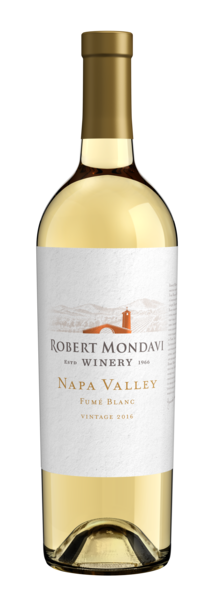 ROBERT MONDAVI
ESTD WINERY 1966
NAPA VALLEY
FUMÉ BLANC
VINTAGE 2016